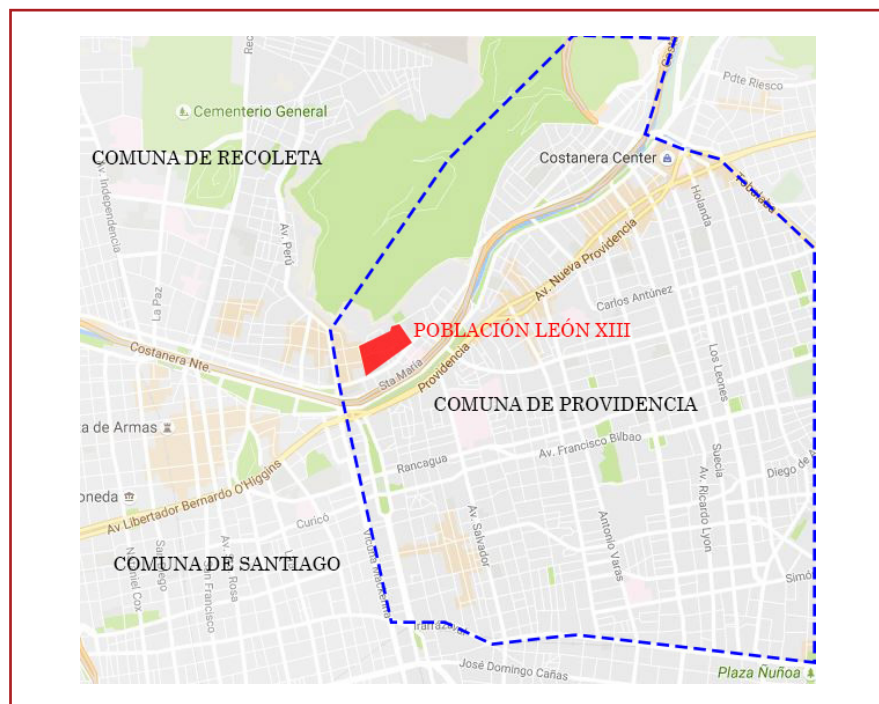 Pdte Riesco
Cementerio General
COMUNA DE RECOLETA
Costanera Center
Av. Independencia
Holanda
Tobalaba
Av. Perú
Av. Nueva Providencia
La Paz
Carlos Antúnez
POBLACIÓN LEÓN XIII
Costanera Nte.
Sta María
Providencia
Los Leones
COMUNA DE PROVIDENCIA
a de Armas
Av. Francisco Bilbao
Rancagua
Suecia
Diego de A
oneda
Av Libertador Bernardo O'Higgins
Av. Ricardo Lyon
Curicó
Av. Salvador
Antonio Varas
COMUNA DE SANTIAGO
Vicuña Mackenna
Simó
San Francisco
Irarrázaval
José Domingo Cañas
Plaza Ñuñoa